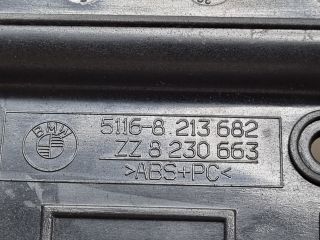 BMW
5116-8 213 682
ZZ 8 230 663
>ABS+PC<